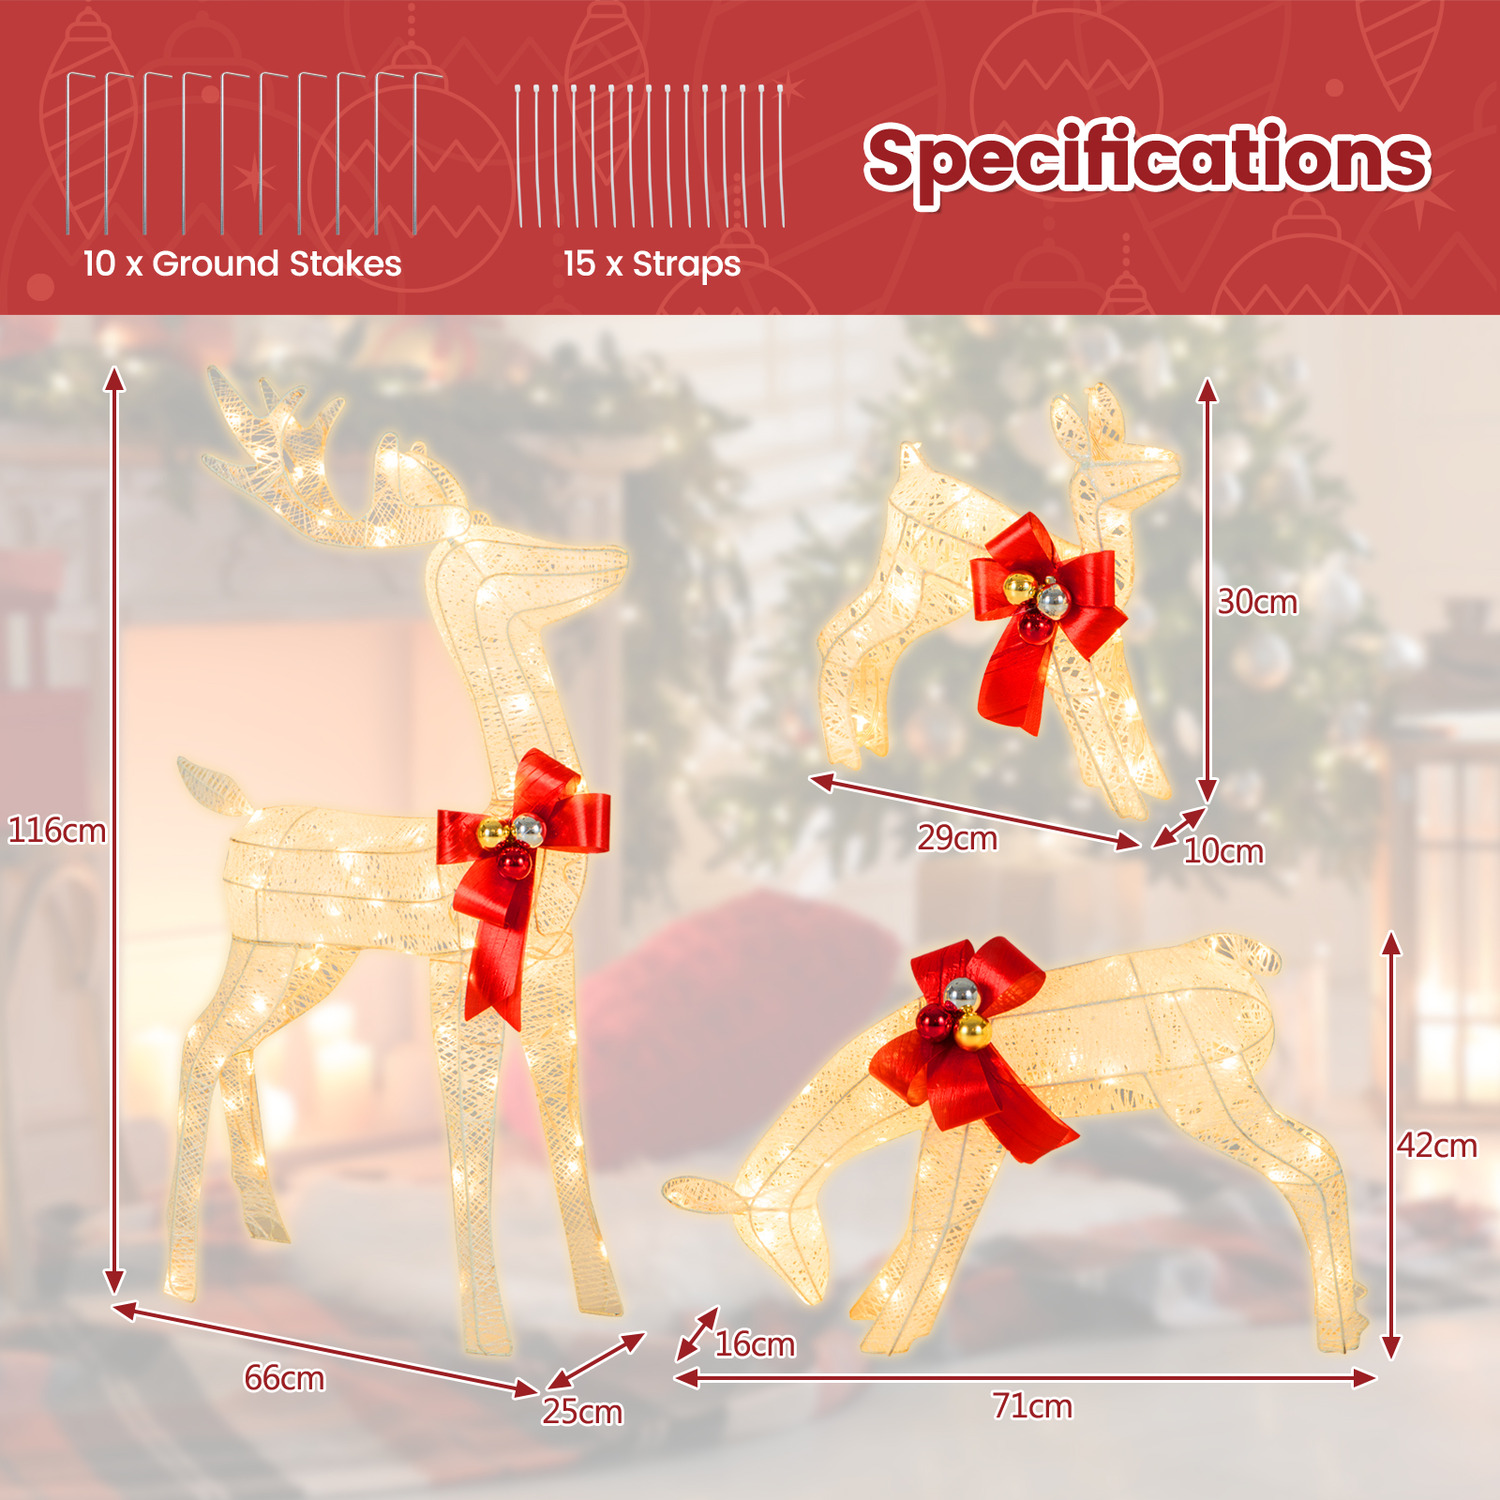 Specifications
10 x Ground Stakes
15 x Straps
116cm
66cm
25cm
30cm
29cm
10cm
42cm
16cm
71cm